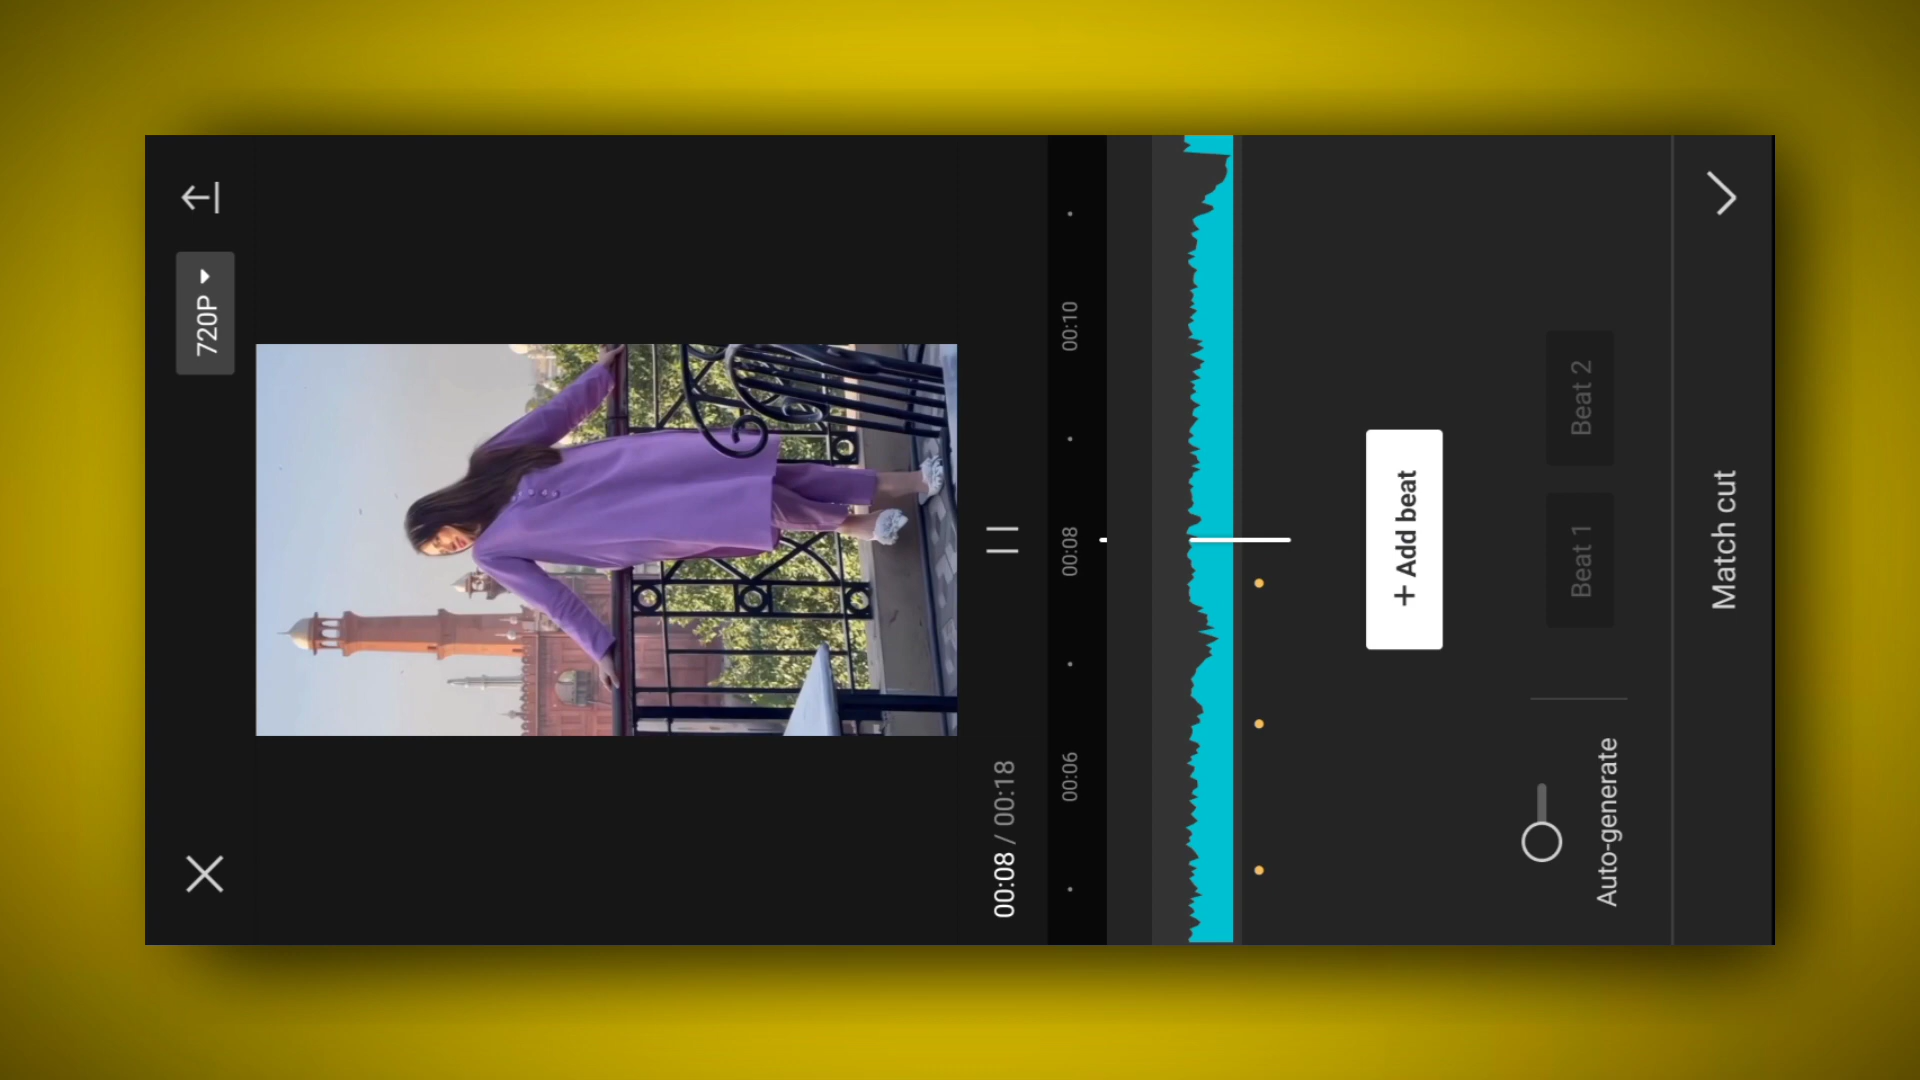 720P
00:08 / 00:18
00:06
00:08
00:10
+ Add beat
Auto-generate
Beat 1
Beat 2
Match cut